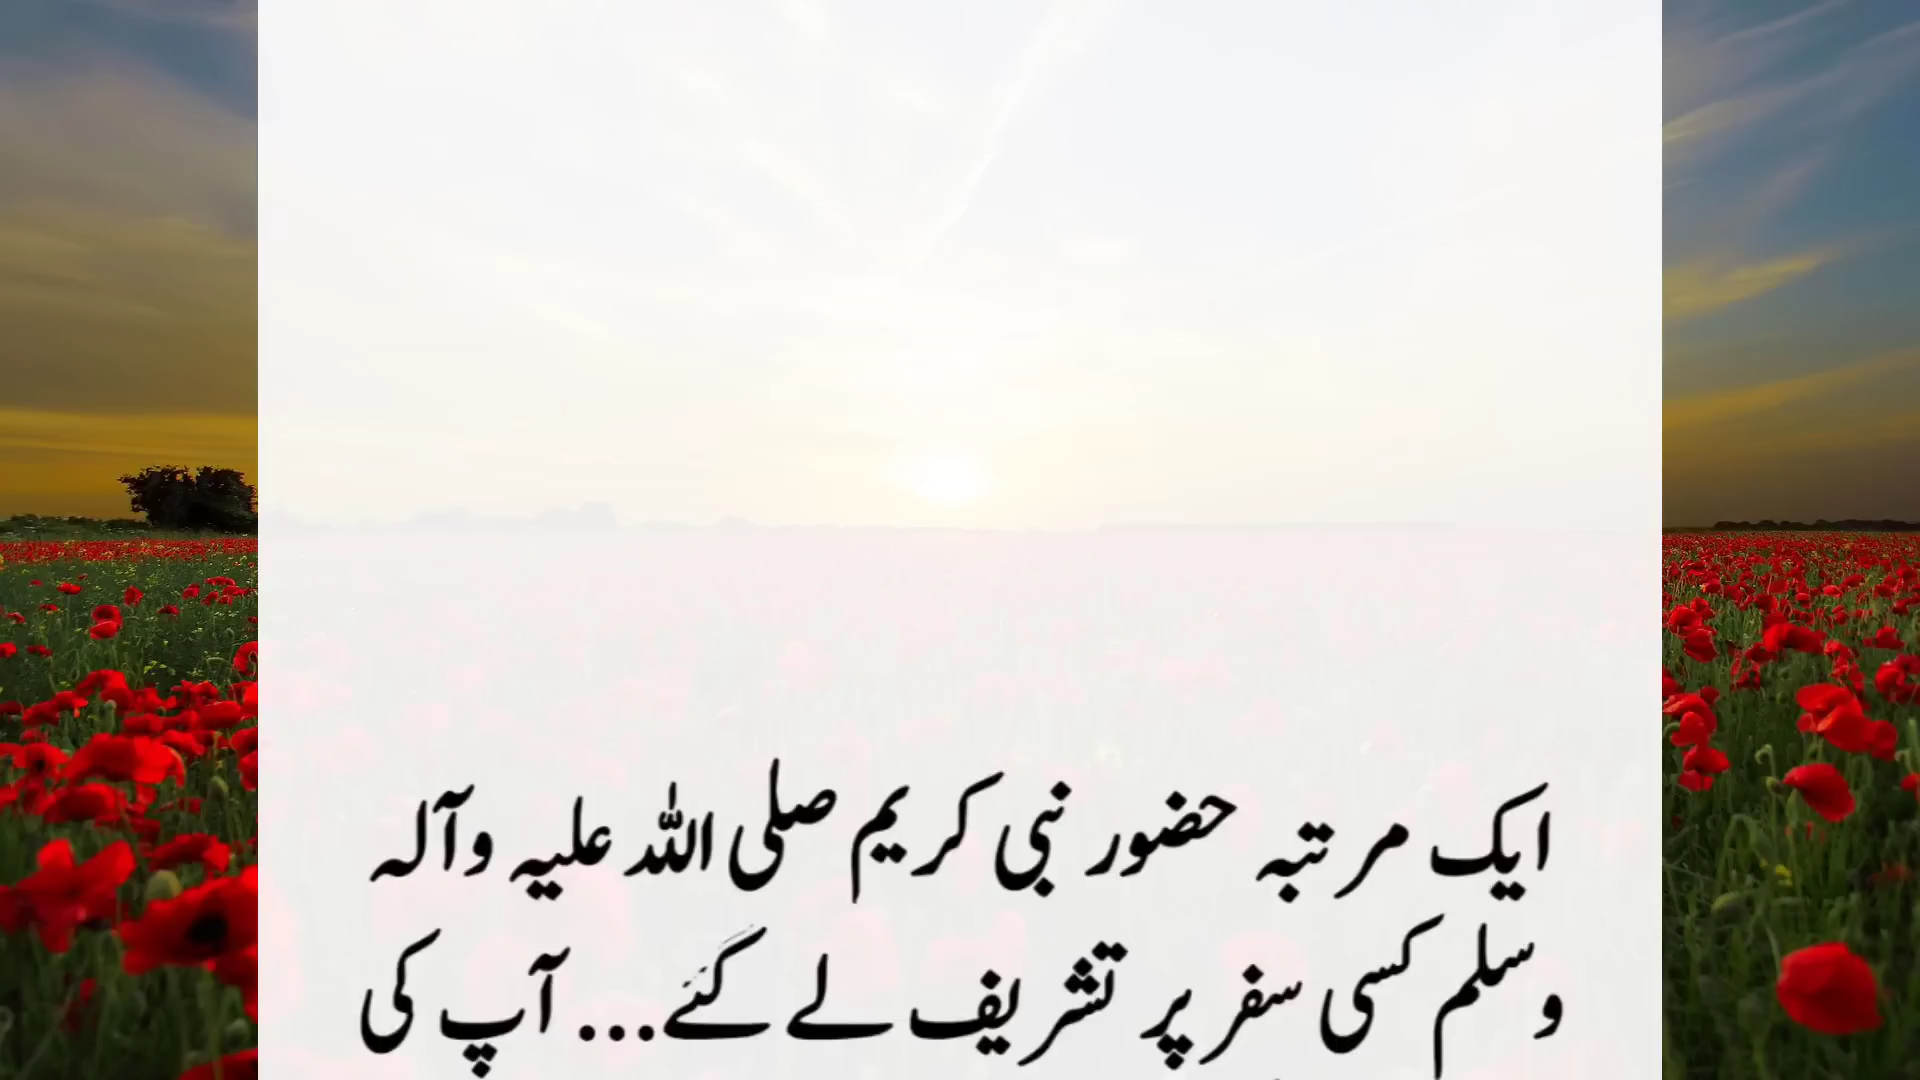 ایک مرتبہ حضور نبی کریم صلی اللہ علیہ وآلہ
وسلم کسی سفر پر تشریف لے گئے... آپ کی